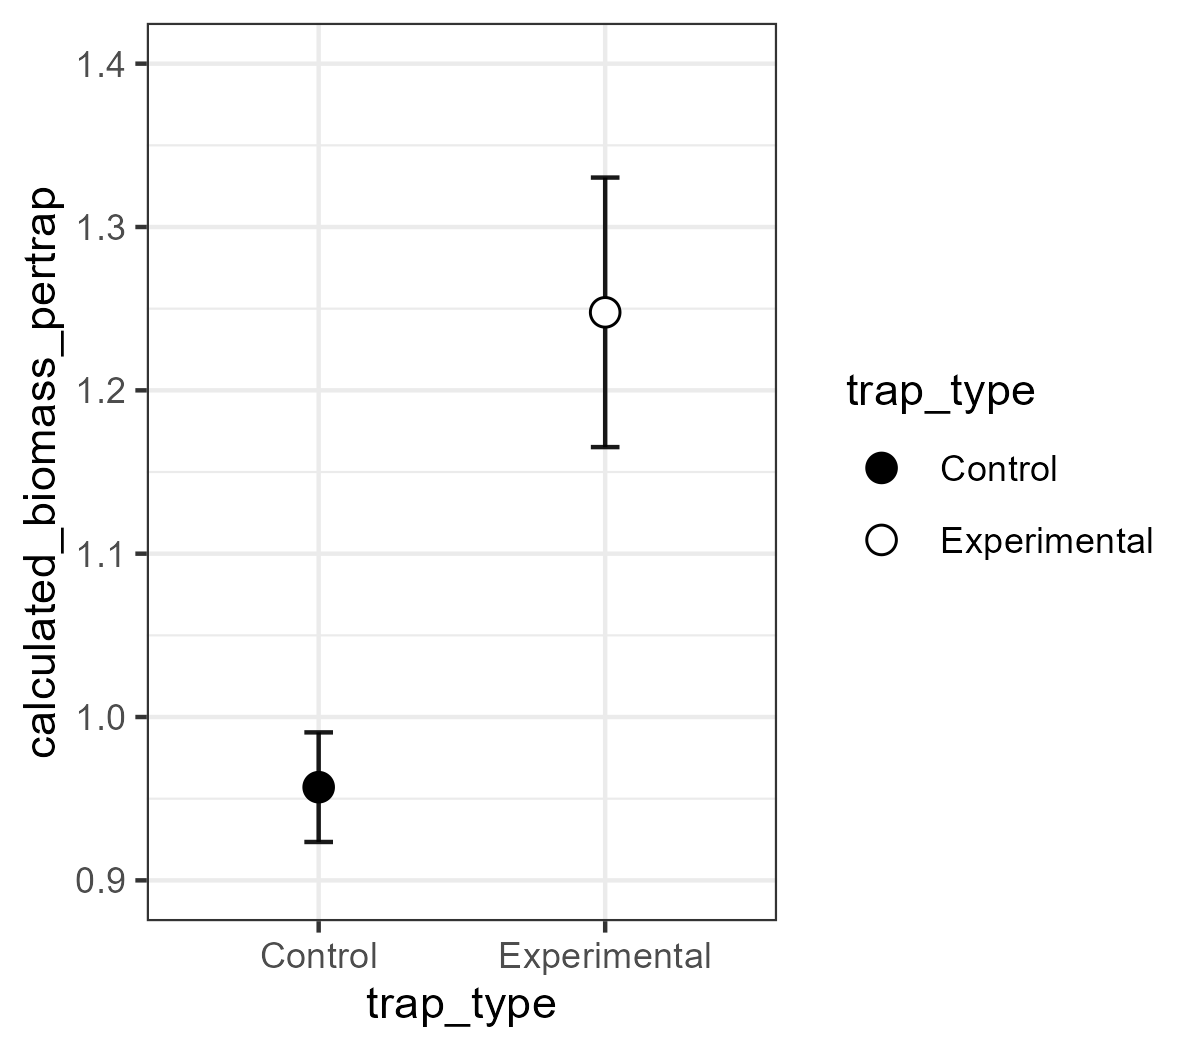 calculated_biomass_pertrap
1.4
1.3
1.2
1.1
1.0
0.9
Control
Experimental
trap_type
trap_type
Control
Experimental